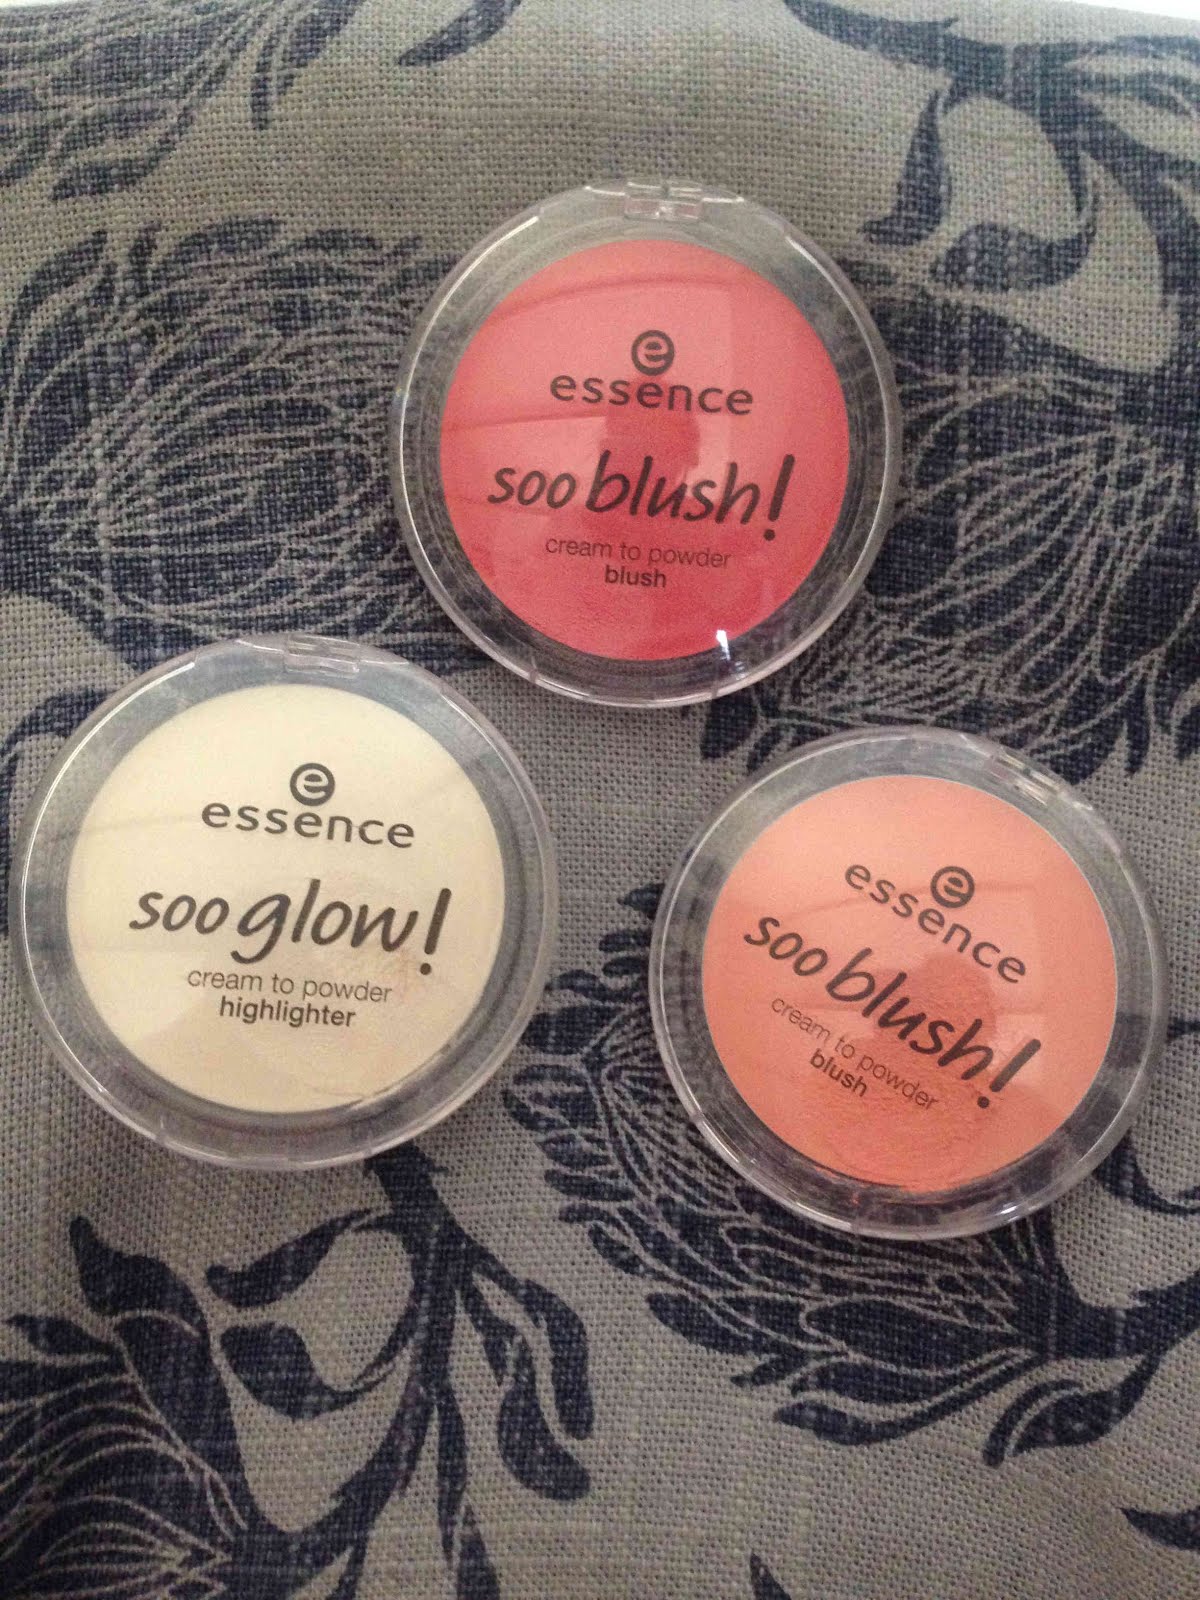 e
essence
soo blush!
cream to powder
blush
e
essence
soo glow!
cream to powder
highlighter
e
essence
soo blush!
cream to powder
blush